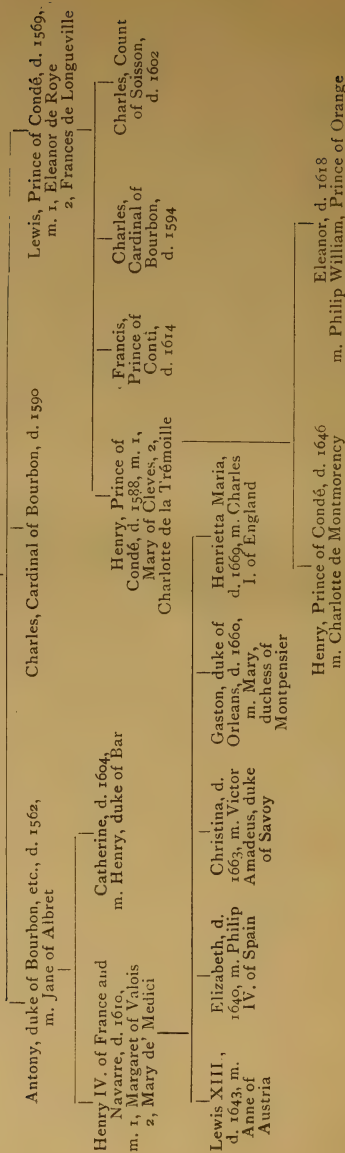 Antony, duke of Bourbon, etc., d. 1562,
m. Jane of Albret
Charles, Cardinal of Bourbon, d. 1590
Lewis, Prince of Condé, d. 1569,
m. 1, Eleanor de Roye
2, Frances de Longueville
Henry IV. of France and
Navarre, d. 1610,
m. 1, Margaret of Valois
2, Mary de' Medici
Catherine, d. 1604,
m. Henry, duke of Bar
Henry, Prince of
Condé, d. 1588, m. 1,
Mary of Cleves, 2,
Charlotte de la Trémoille
Francis,
Prince of
Conti,
d. 1614
Charles,
Cardinal of
Bourbon,
d. 1594
Charles, Count
of Soisson,
d. 1602
Lewis XIII,
d. 1643, m.
Anne of
Austria
Elizabeth, d.
1640, m. Philip
IV. of Spain
Christina, d.
1663, m. Victor
Amadeus, duke
of Savoy
Gaston, duke of
Orleans, d. 1660,
m. Mary,
duchess of
Montpensier
Henrietta Maria,
d. 1669, m. Charles
I. of England
Henry, Prince of Condé, d. 1646
m. Charlotte de Montmorency
Eleanor, d. 1618
m. Philip William, Prince of Orange